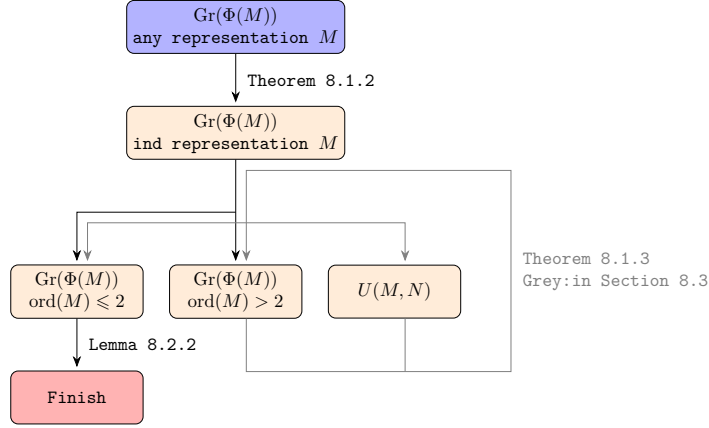 Gr(Φ(M))
any representation M
Theorem 8.1.2
Gr(Φ(M))
ind representation M
Theorem 8.1.3
Grey:in Section 8.3
Gr(Φ(M))
ord(M) ⩽ 2
Gr(Φ(M))
ord(M) > 2
U(M, N)
Lemma 8.2.2
Finish